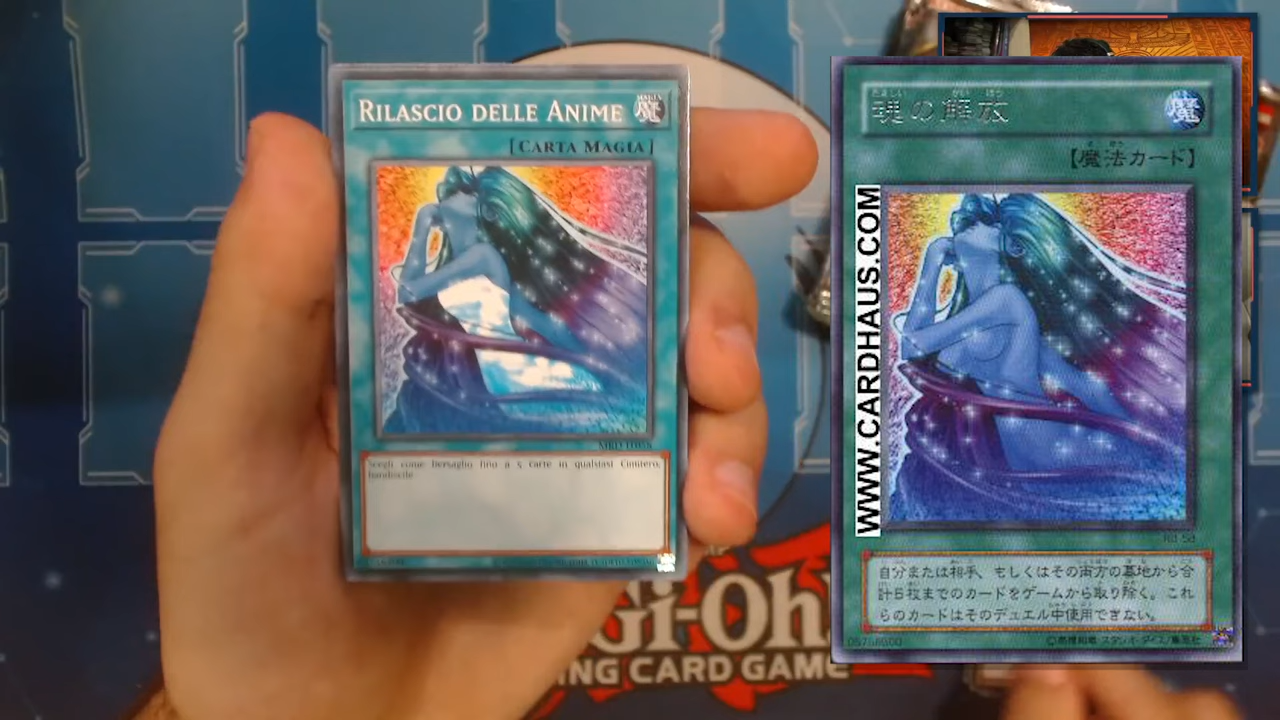 RILASCIO DELLE ANIME
[CARTA MAGIA]
Scegli come bersaglio fino a 5 carte in qualsiasi Cimitero;
bandiscile
魂の解放
魔
【魔法カード】
WWW.CARDHAUS.COM
自分または相手、もしくはその両方の墓地から合
計5枚までのカードをゲームから取り除く。これ
らのカードはそのデュエル中使用できない。
Gi-Oh!
ING CARD GAME